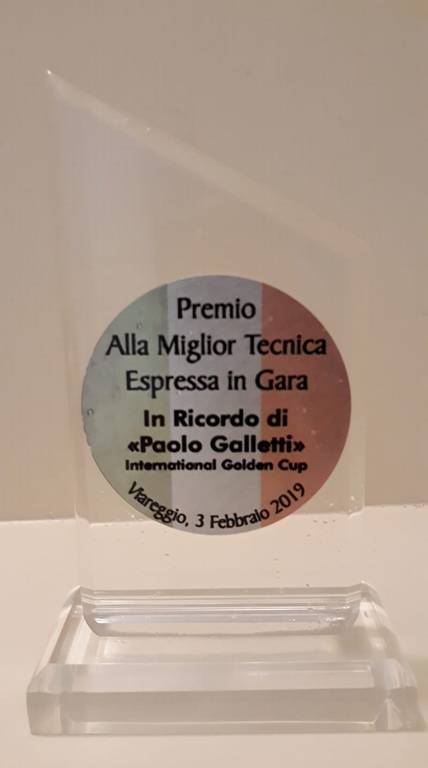 Premio
Alla Miglior Tecnica
Espressa in Gara
In Ricordo di
«Paolo Galletti»
International Golden Cup
Viareggio, 3 Febbraio 2019